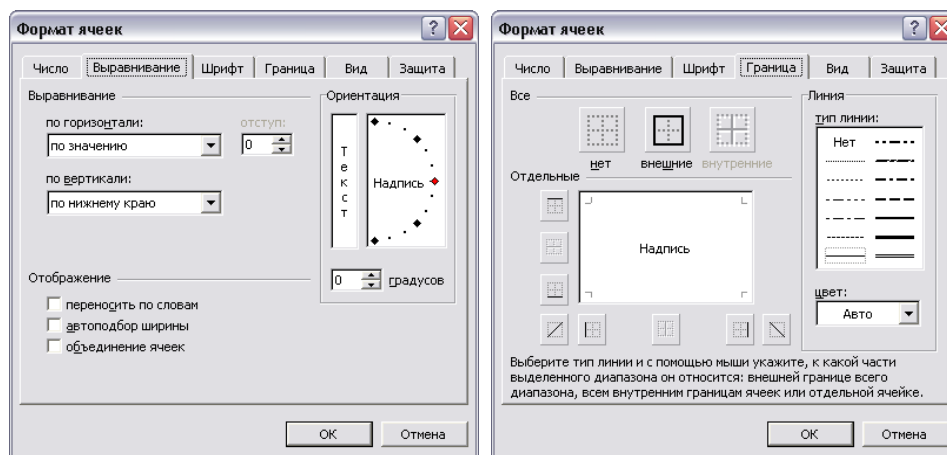 Формат ячеек
Число Выравнивание Шрифт Граница Вид Защита
Выравнивание
по горизонтали:
отступ:
по значению
0
по вертикали:
по нижнему краю
Ориентация
Текст
Надпись
0 градусов
Отображение
переносить по словам
автоподбор ширины
объединение ячеек
ОК Отмена
Формат ячеек
Число Выравнивание Шрифт Граница Вид Защита
Все
нет внешние внутренние
Отдельные
Надпись
Линия
тип линии:
Нет
цвет:
Авто
Выберите тип линии и с помощью мыши укажите, к какой части
выделенного диапазона он относится: внешней границе всего
диапазона, всем внутренним границам ячеек или отдельной ячейке.
ОК Отмена